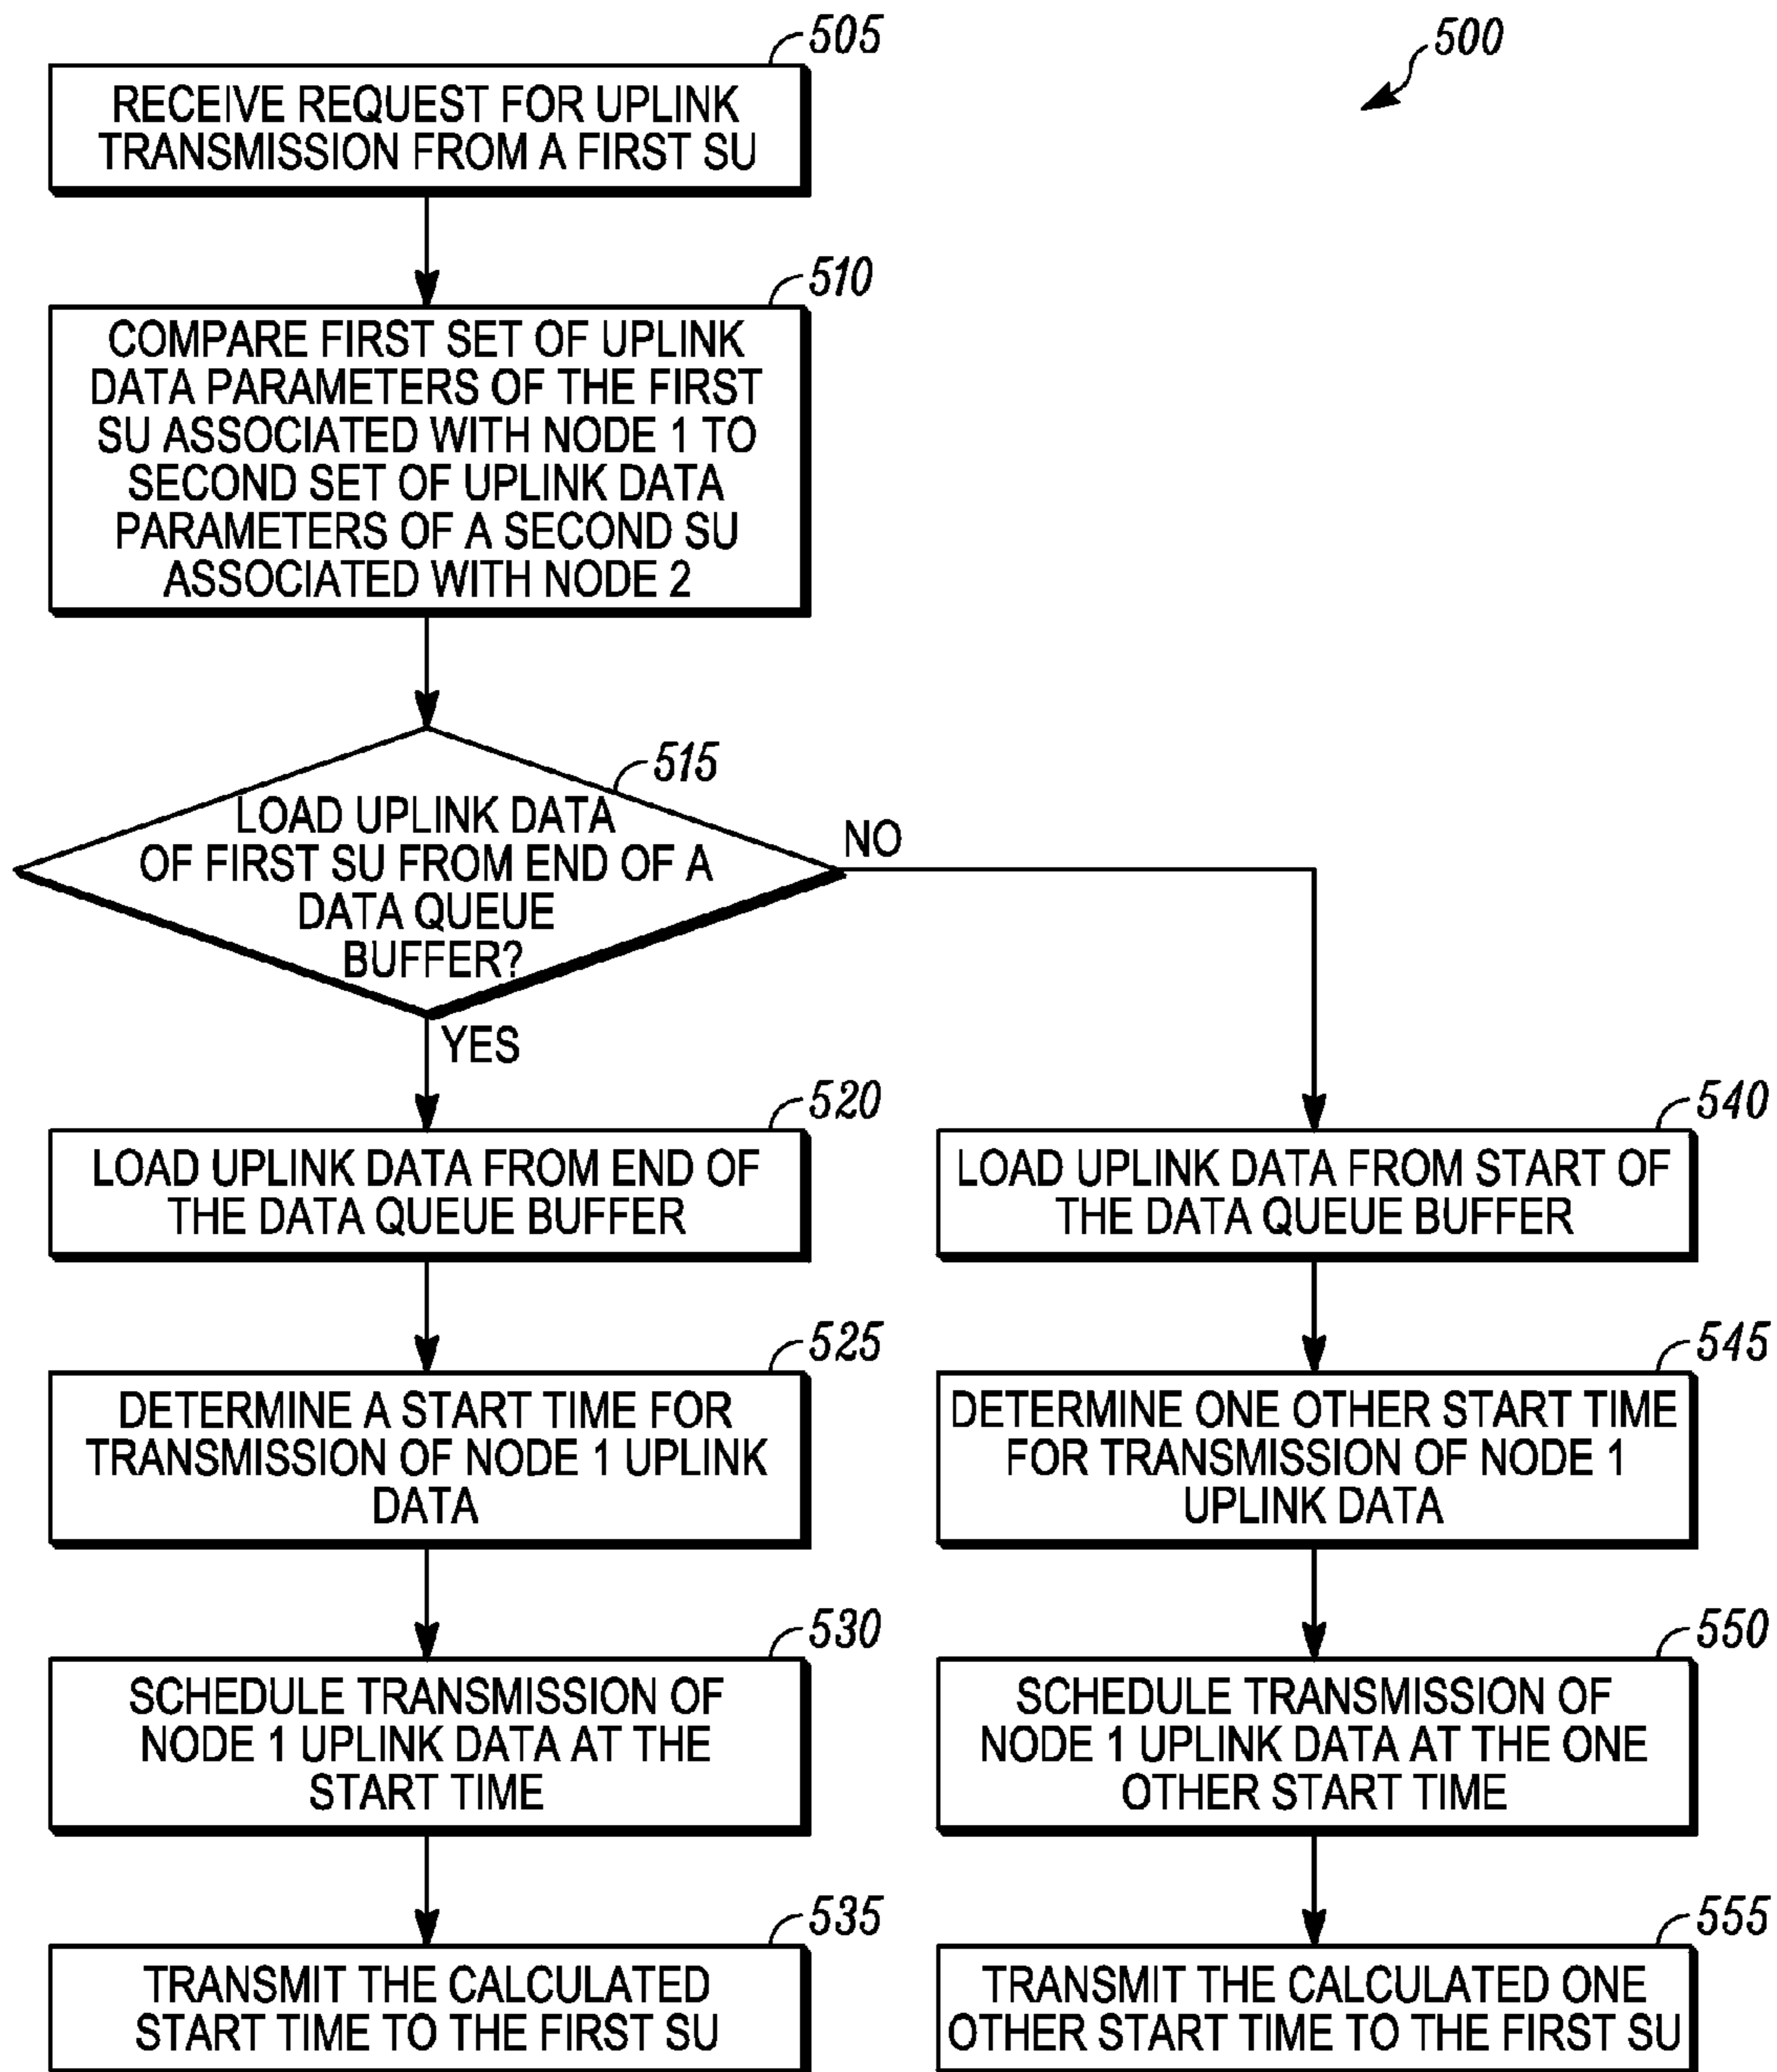 505
500
RECEIVE REQUEST FOR UPLINK
TRANSMISSION FROM A FIRST SU
510
COMPARE FIRST SET OF UPLINK
DATA PARAMETERS OF THE FIRST
SU ASSOCIATED WITH NODE 1 TO
SECOND SET OF UPLINK DATA
PARAMETERS OF A SECOND SU
ASSOCIATED WITH NODE 2
515
LOAD UPLINK DATA
OF FIRST SU FROM END OF A
DATA QUEUE
BUFFER?
NO
YES
520
LOAD UPLINK DATA FROM END OF
THE DATA QUEUE BUFFER
525
DETERMINE A START TIME FOR
TRANSMISSION OF NODE 1 UPLINK
DATA
530
SCHEDULE TRANSMISSION OF
NODE 1 UPLINK DATA AT THE
START TIME
535
TRANSMIT THE CALCULATED
START TIME TO THE FIRST SU
540
LOAD UPLINK DATA FROM START OF
THE DATA QUEUE BUFFER
545
DETERMINE ONE OTHER START TIME
FOR TRANSMISSION OF NODE 1
UPLINK DATA
550
SCHEDULE TRANSMISSION OF
NODE 1 UPLINK DATA AT THE ONE
OTHER START TIME
555
TRANSMIT THE CALCULATED ONE
OTHER START TIME TO THE FIRST SU